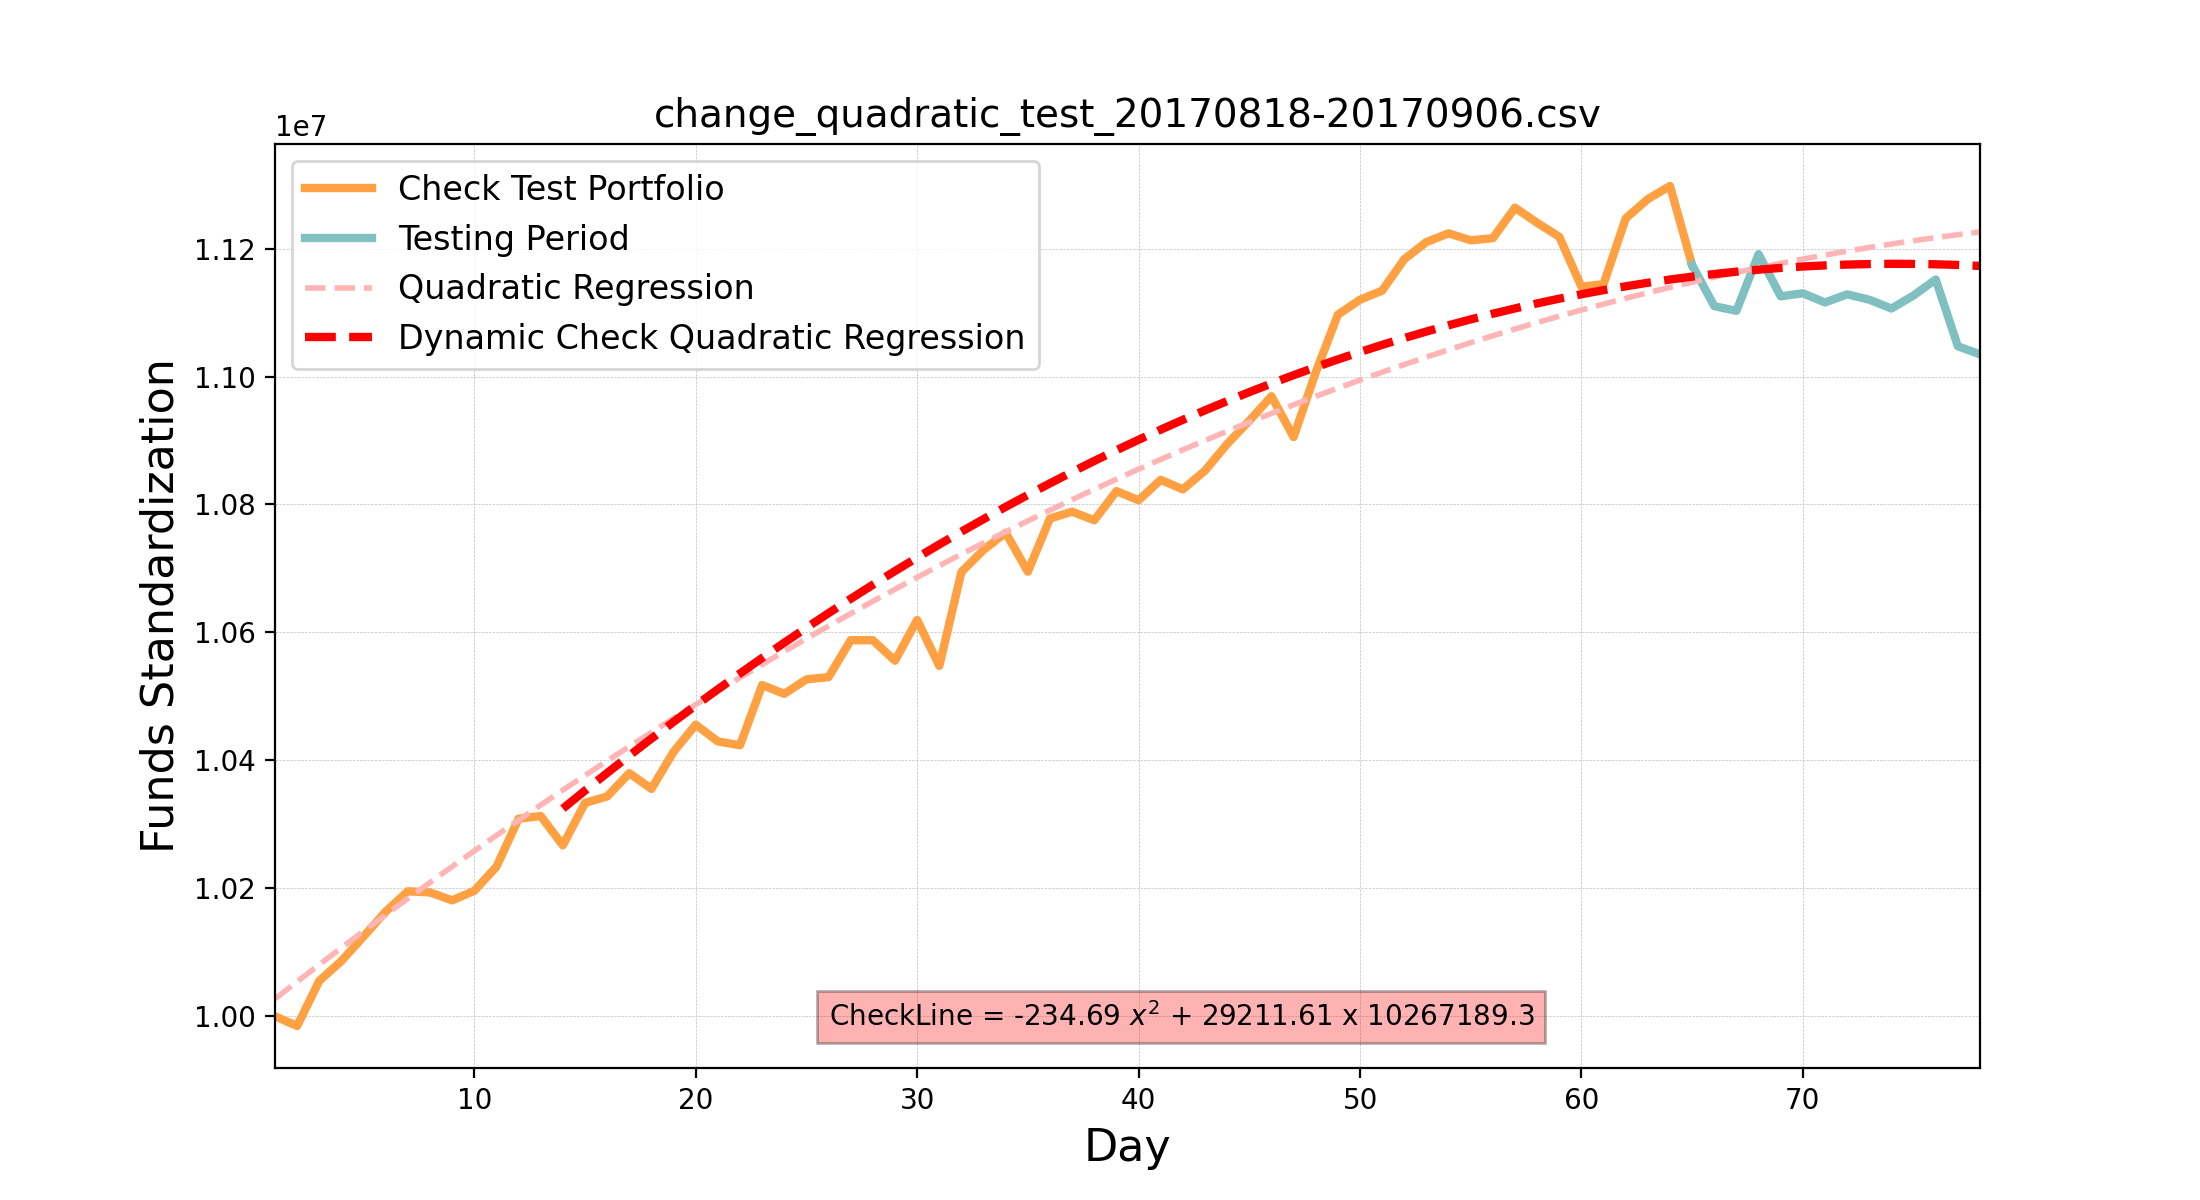 change_quadratic_test_20170818-20170906.csv
1e7
Check Test Portfolio
Testing Period
Quadratic Regression
Dynamic Check Quadratic Regression
Funds Standardization
1.12
1.10
1.08
1.06
1.04
1.02
1.00
CheckLine = -234.69 x² + 29211.61 x 10267189.3
10 20 30 40 50 60 70
Day